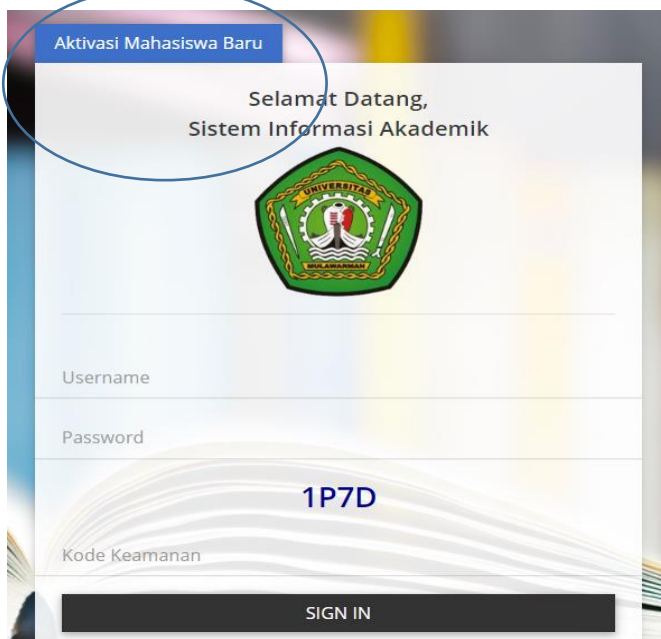 Aktivasi Mahasiswa Baru
Selamat Datang,
Sistem Informasi Akademik
UNIVERSITAS
MULAWARMAN
Username
Password
1P7D
Kode Keamanan
SIGN IN